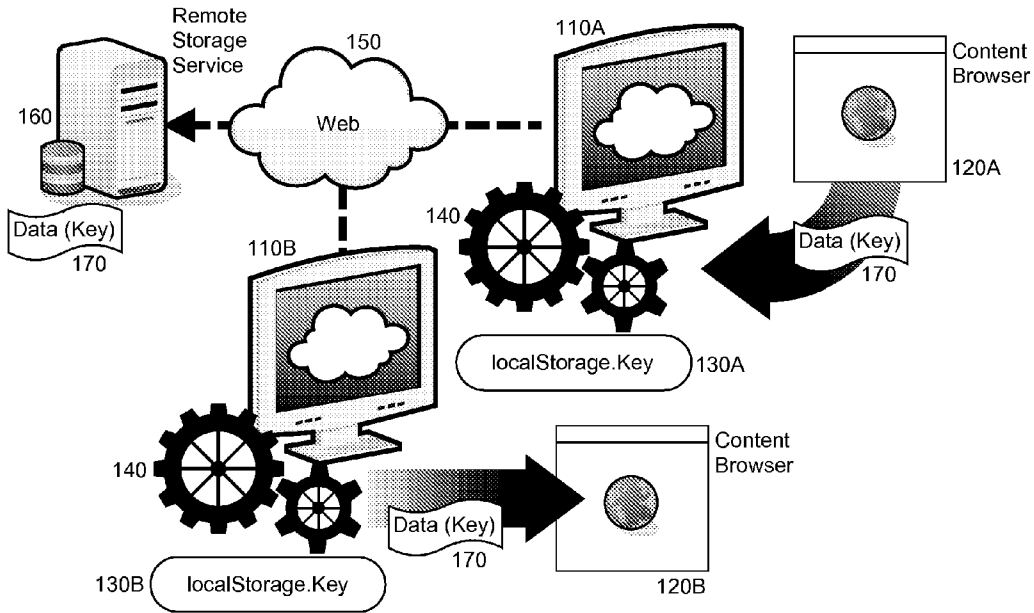 Remote
Storage
Service
150
110A
Content
Browser
160
Web
120A
140
Data (Key)
170
110B
Data (Key)
170
localStorage.Key
130A
Content
Browser
140
Data (Key)
170
130B
localStorage.Key
120B